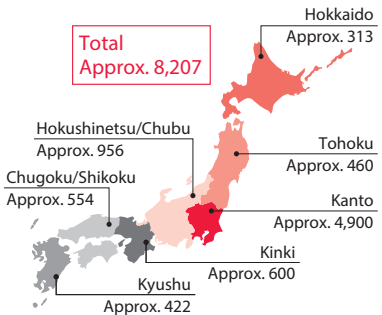 Hokkaido
Approx. 313
Total
Approx. 8,207
Hokushinetsu/Chubu
Approx. 956
Tohoku
Approx. 460
Chugoku/Shikoku
Approx. 554
Kanto
Approx. 4,900
Kinki
Approx. 600
Kyushu
Approx. 422